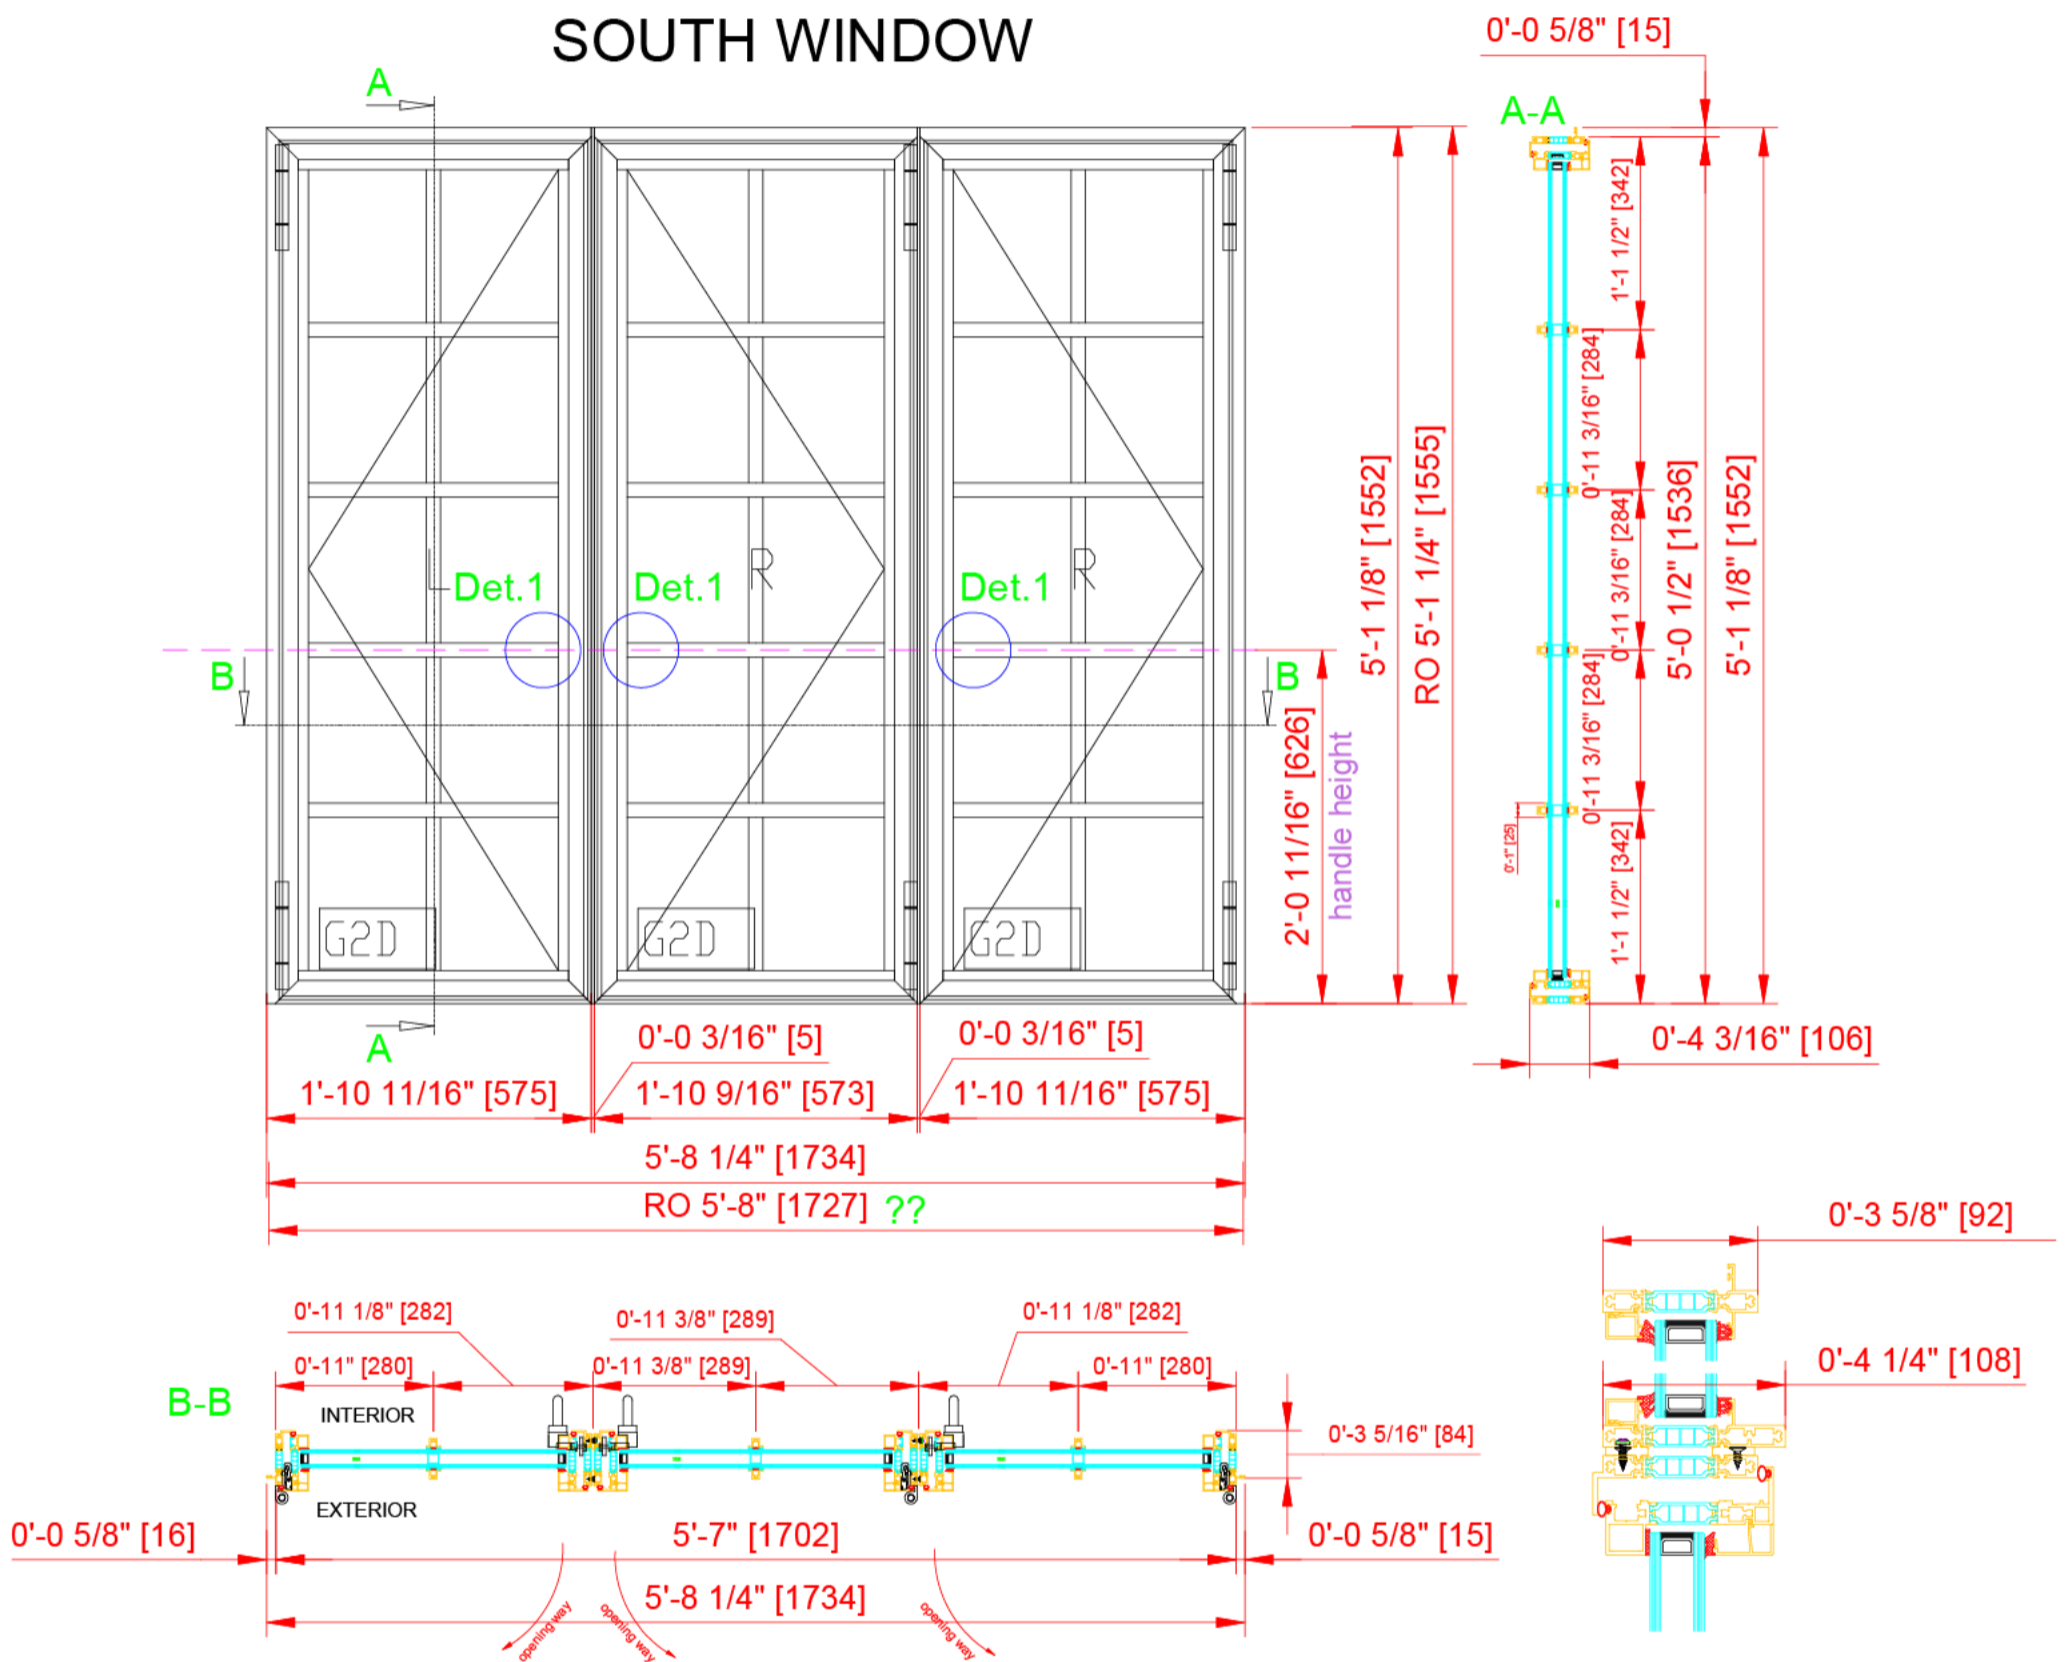 SOUTH WINDOW
0'-0 5/8" [15]
A
A-A
1'-1 1/2" [342]
0'-11 3/16" [284]
0'-11 3/16" [284]
0'-11 3/16" [284]
1'-1 1/2" [342]
0'-1" [25]
5'-0 1/2" [1536]
5'-1 1/8" [1552]
5'-1 1/8" [1552]
RO 5'-1 1/4" [1555]
L
R
R
Det.1
Det.1
Det.1
B
B
2'-0 11/16" [626]
handle height
G2D
G2D
G2D
A
0'-0 3/16" [5]
0'-0 3/16" [5]
0'-4 3/16" [106]
1'-10 11/16" [575]
1'-10 9/16" [573]
1'-10 11/16" [575]
5'-8 1/4" [1734]
RO 5'-8" [1727] ??
0'-3 5/8" [92]
0'-4 1/4" [108]
0'-11 1/8" [282]
0'-11 3/8" [289]
0'-11 1/8" [282]
0'-11" [280]
0'-11 3/8" [289]
0'-11" [280]
B-B
INTERIOR
0'-3 5/16" [84]
EXTERIOR
0'-0 5/8" [16]
5'-7" [1702]
0'-0 5/8" [15]
5'-8 1/4" [1734]
opening way
opening way
opening way